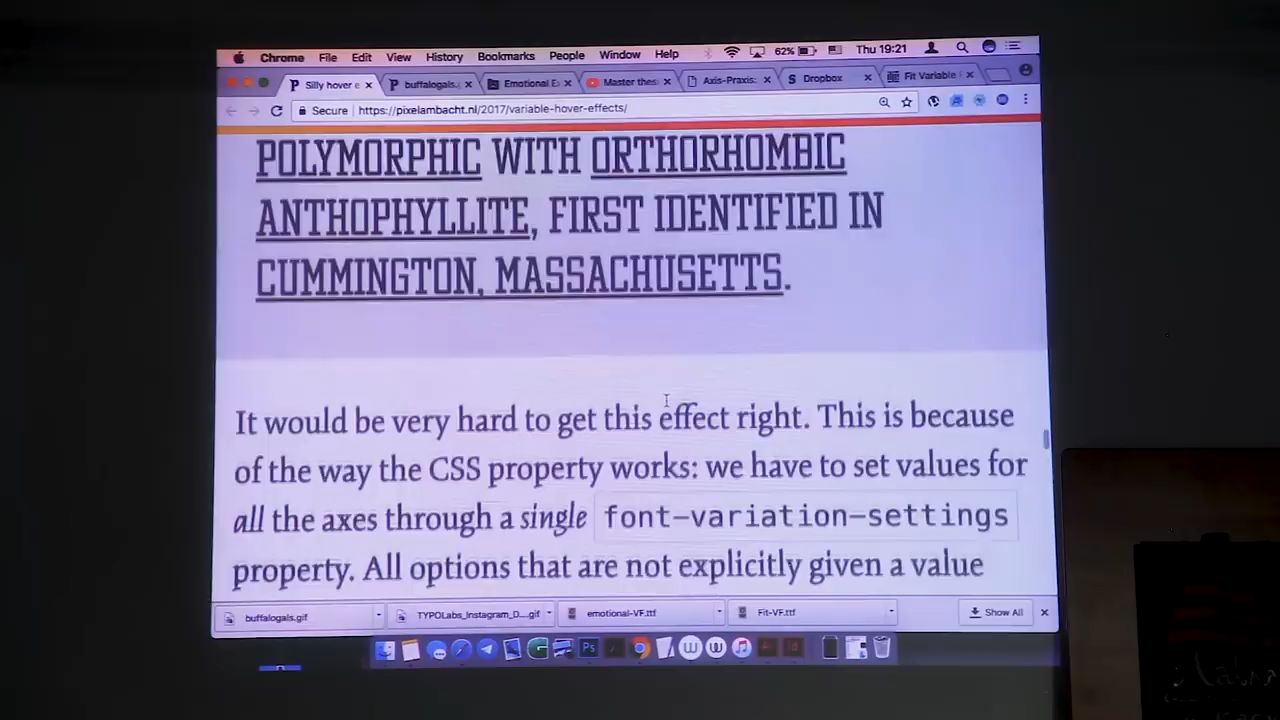 Chrome File Edit View History Bookmarks People Window Help 62% Thu 19:21
Silly hover e buffalogals. Emotional E Master thes Axis-Praxis: Dropbox Fit Variable
Secure https://pixelambacht.nl/2017/variable-hover-effects/
POLYMORPHIC WITH ORTHORHOMBIC
ANTHOPHYLLITE, FIRST IDENTIFIED IN
CUMMINGTON, MASSACHUSETTS.
It would be very hard to get this effect right. This is because
of the way the CSS property works: we have to set values for
all the axes through a single font-variation-settings
property. All options that are not explicitly given a value
buffalogals.gif TYPOLabs_Instagram_D....gif emotional-VF.ttf Fit-VF.ttf Show All
Ps